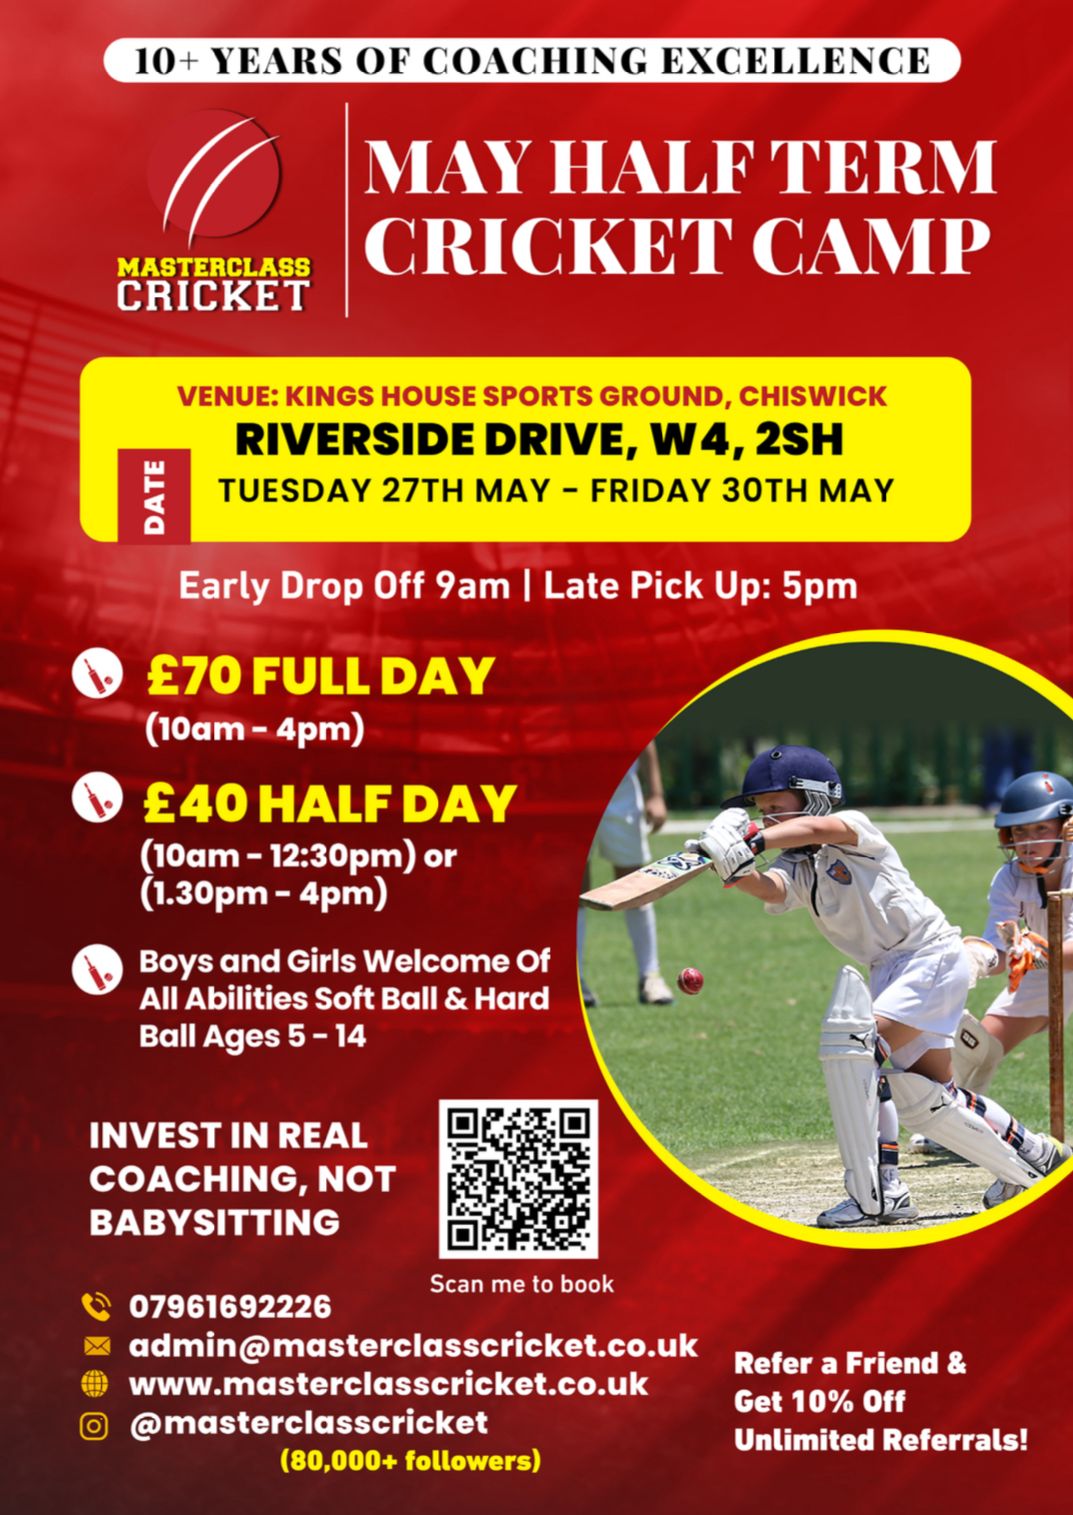 10+ YEARS OF COACHING EXCELLENCE
MASTERCLASS
CRICKET
MAY HALF TERM
CRICKET CAMP
VENUE: KINGS HOUSE SPORTS GROUND, CHISWICK
RIVERSIDE DRIVE, W4, 2SH
DATE
TUESDAY 27TH MAY - FRIDAY 30TH MAY
Early Drop Off 9am | Late Pick Up: 5pm
£70 FULL DAY
(10am - 4pm)
£40 HALF DAY
(10am - 12:30pm) or
(1.30pm - 4pm)
Boys and Girls Welcome Of
All Abilities Soft Ball & Hard
Ball Ages 5 - 14
INVEST IN REAL
COACHING, NOT
BABYSITTING
Scan me to book
07961692226
admin@masterclasscricket.co.uk
www.masterclasscricket.co.uk
@masterclasscricket
(80,000+ followers)
Refer a Friend &
Get 10% Off
Unlimited Referrals!